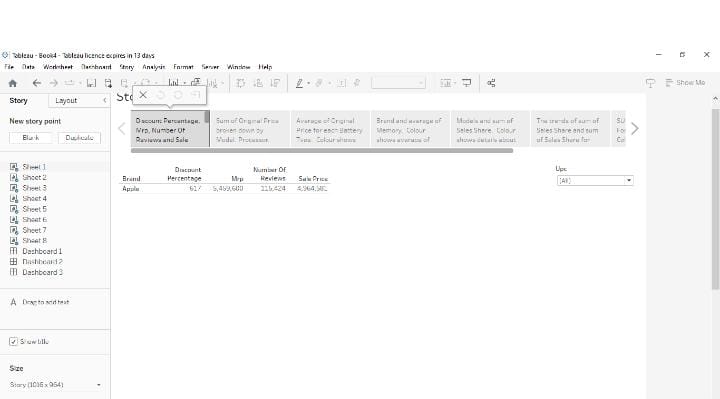 Tableau - Book4 - Tableau licence expires in 13 days
File Data Worksheet Dashboard Story Analysis Format Server Window Help
Show Me
Story Layout
New story point
Blank Duplicate
Sheet 1
Sheet 2
Sheet 3
Sheet 4
Sheet 5
Sheet 6
Sheet 7
Sheet 8
Dashboard 1
Dashboard 2
Dashboard 3
A Drag to add text
Show title
Size
Story (1016 x 964)
Sto
Discount Percentage,
Mrp, Number Of
Reviews and Sale
Sum of Original Price
broken down by
Model, Processor.
Average of Original
Price for each Battery
Type. Colour shows
Brand and average of
Memory. Colour
shows average of
Models and sum of
Sales Share. Colour
shows details about
The trends of sum of
Sales Share and sum
of Sales Share for
Brand Discount Percentage Mrp Number Of Reviews Sale Price
Apple 617 5,459,600 115,424 4,964,581
Upc
(All)